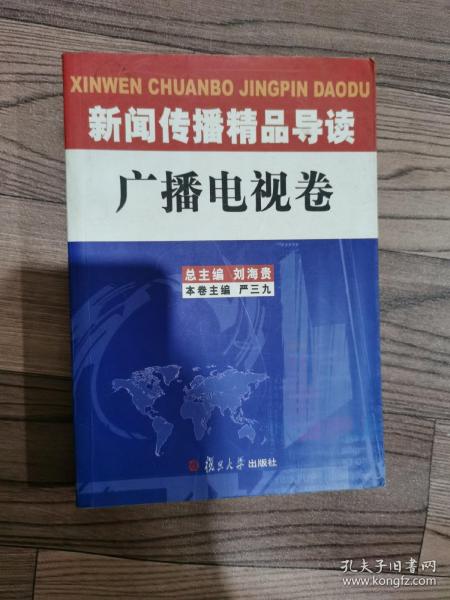 XINWEN CHUANBO JINGPIN DAODU
新闻传播精品导读
广播电视卷
总主编 刘海贵
本卷主编 严三九
復旦大学 出版社
孔夫子旧书网
www.kongfz.com